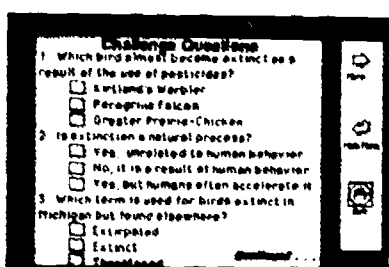 Challenge Questions
1 Which bird almost became extinct as a
result of the use of pesticides?
Kirtland's Warbler
Peregrine Falcon
Greater Prairie-Chicken
2 Is extinction a natural process?
Yes, unrelated to human behavior
No, it is a result of human behavior
Yes, but humans often accelerate it
3 Which term is used for birds extinct in
Michigan but found elsewhere?
Extirpated
Extinct
Threatened
More